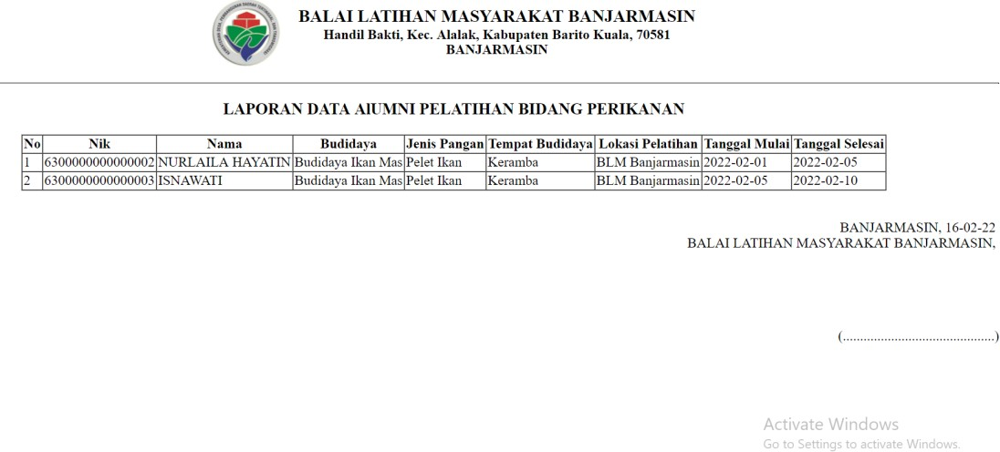 BALAI LATIHAN MASYARAKAT BANJARMASIN
Handil Bakti, Kec. Alalak, Kabupaten Barito Kuala, 70581
BANJARMASIN
LAPORAN DATA AlUMNI PELATIHAN BIDANG PERIKANAN
No Nik Nama Budidaya Jenis Pangan Tempat Budidaya Lokasi Pelatihan Tanggal Mulai Tanggal Selesai
1 6300000000000002 NURLAILA HAYATIN Budidaya Ikan Mas Pelet Ikan Keramba BLM Banjarmasin 2022-02-01 2022-02-05
2 6300000000000003 ISNAWATI Budidaya Ikan Mas Pelet Ikan Keramba BLM Banjarmasin 2022-02-05 2022-02-10
BANJARMASIN, 16-02-22
BALAI LATIHAN MASYARAKAT BANJARMASIN,
(.............................................)
Activate Windows
Go to Settings to activate Windows.